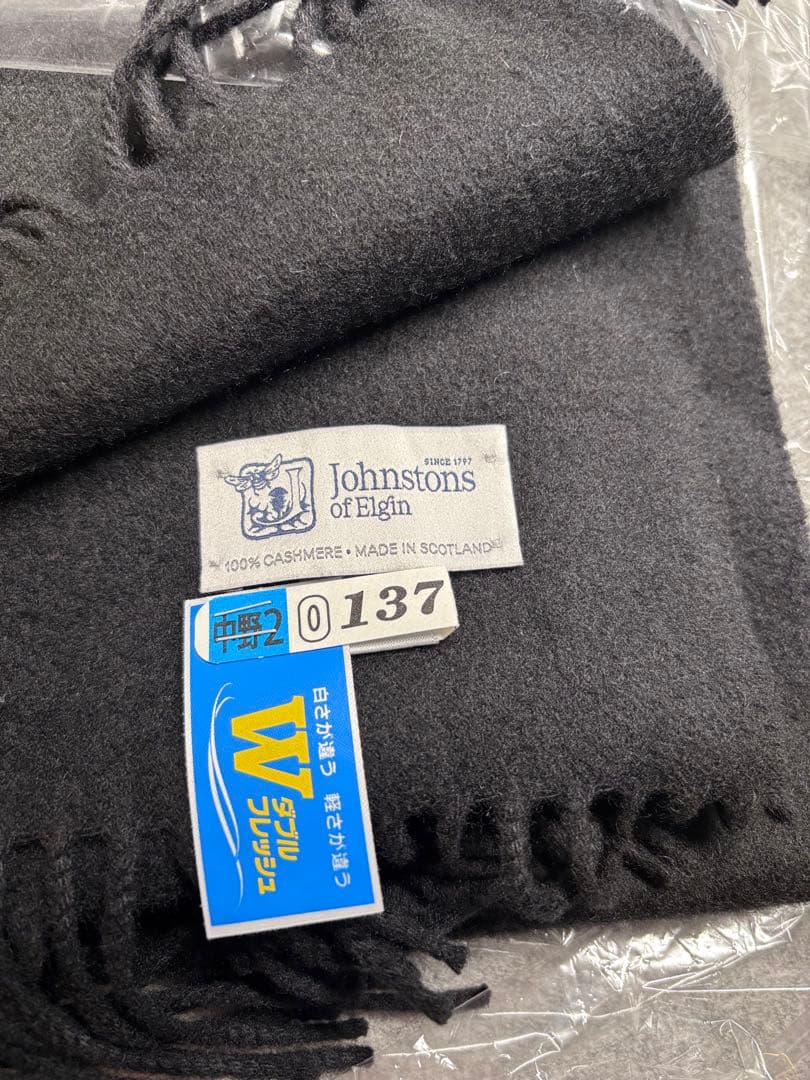 SINCE 1797
Johnstons
of Elgin
100% CASHMERE • MADE IN SCOTLAND
中野2 0 137
白さが違う 軽さが違う
W
ダブル
フレッシュ